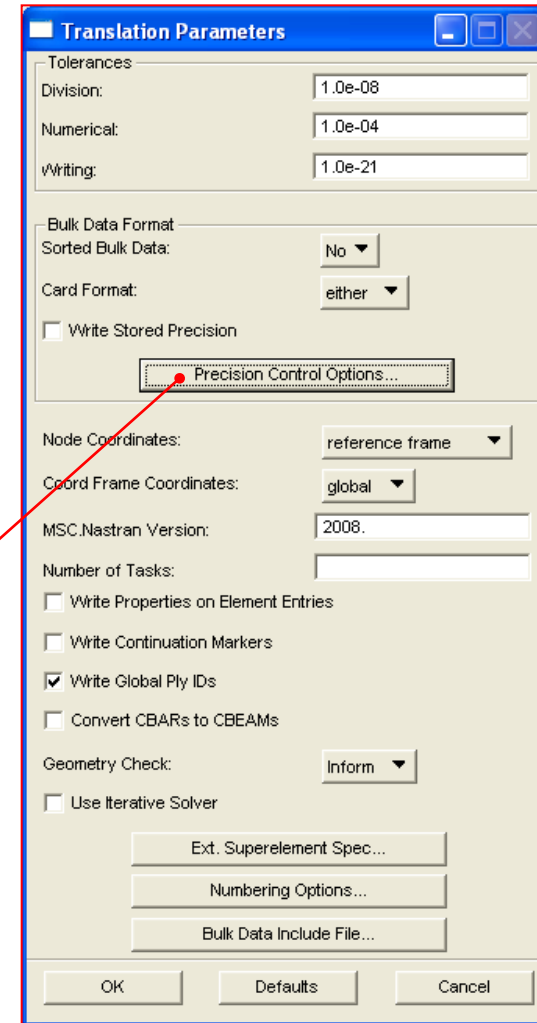 Translation Parameters
Tolerances
Division: 1.0e-08
Numerical: 1.0e-04
Writing: 1.0e-21
Bulk Data Format
Sorted Bulk Data: No
Card Format: either
Write Stored Precision
Precision Control Options...
Node Coordinates: reference frame
Coord Frame Coordinates: global
MSC.Nastran Version: 2008.
Number of Tasks:
Write Properties on Element Entries
Write Continuation Markers
Write Global Ply IDs
Convert CBARs to CBEAMs
Geometry Check: Inform
Use Iterative Solver
Ext. Superelement Spec...
Numbering Options...
Bulk Data Include File...
OK Defaults Cancel